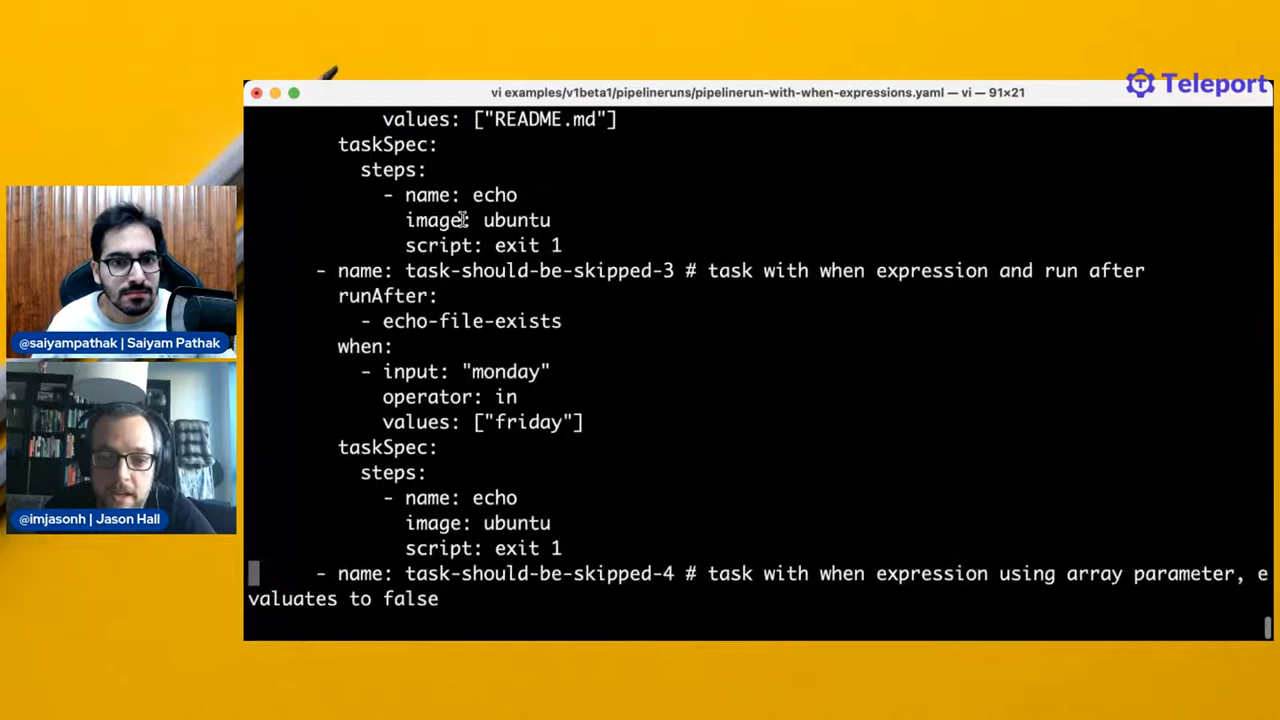 Teleport
vi examples/v1beta1/pipelineruns/pipelinerun-with-when-expressions.yaml — vi — 91×21
values: ["README.md"]
taskSpec:
steps:
- name: echo
image: ubuntu
script: exit 1
- name: task-should-be-skipped-3 # task with when expression and run after
runAfter:
- echo-file-exists
when:
- input: "monday"
operator: in
values: ["friday"]
taskSpec:
steps:
- name: echo
image: ubuntu
script: exit 1
- name: task-should-be-skipped-4 # task with when expression using array parameter, e
valuates to false
@saiyampathak | Saiyam Pathak
@imjasonh | Jason Hall